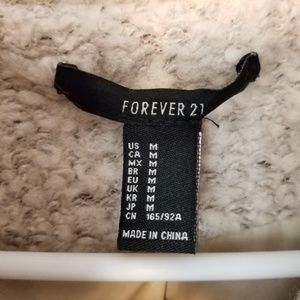 FOREVER 21
US M
CA M
MX M
BR M
EU M
UK M
KR M
JP M
CN 165/92A
MADE IN CHINA